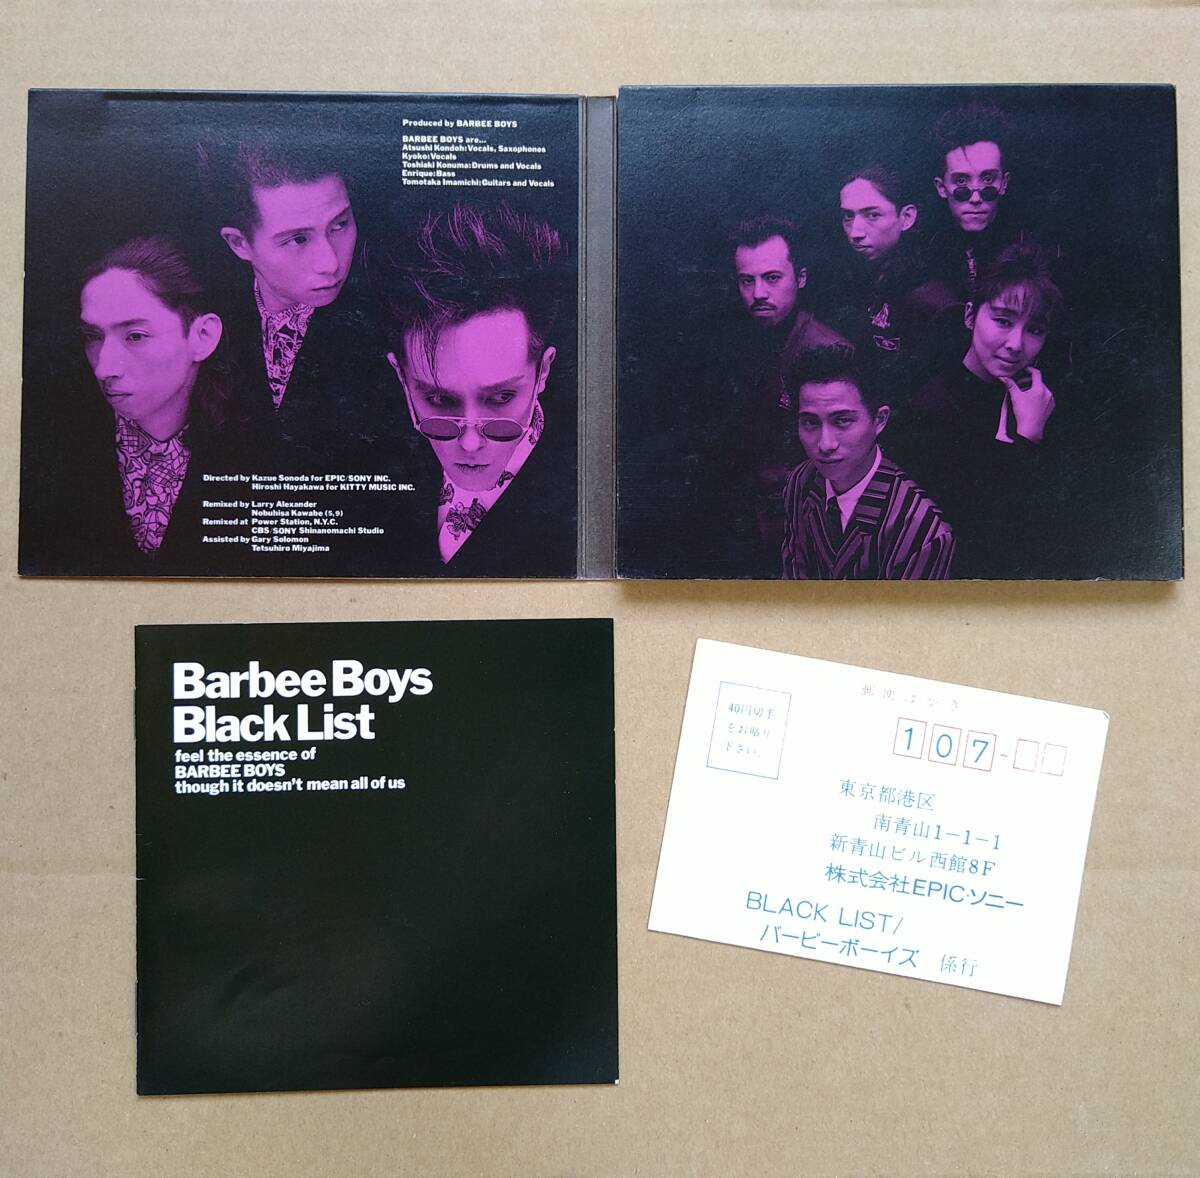 Produced by BARBEE BOYS
BARBEE BOYS are...
Atsushi Kondoh:Vocals, Saxophones
Kyoko:Vocals
Toshiaki Konuma:Drums and Vocals
Enrique:Bass
Tomotaka Imamichi:Guitars and Vocals
Directed by Kazue Sonoda for EPIC/SONY INC.
Hiroshi Hayakawa for KITTY MUSIC INC.
Remixed by Larry Alexander
Nobuhisa Kawabe (5,9)
Remixed at Power Station, N.Y.C.
CBS/SONY Shinanomachi Studio
Assisted by Gary Solomon
Tetsuhiro Miyajima
Barbee Boys
Black List
feel the essence of
BARBEE BOYS
though it doesn't mean all of us
郵便はがき
40円切手
をお貼り
下さい。
107-
東京都港区
南青山1-1-1
新青山ビル西館8F
株式会社EPIC・ソニー
BLACK LIST/
バービーボーイズ 係行